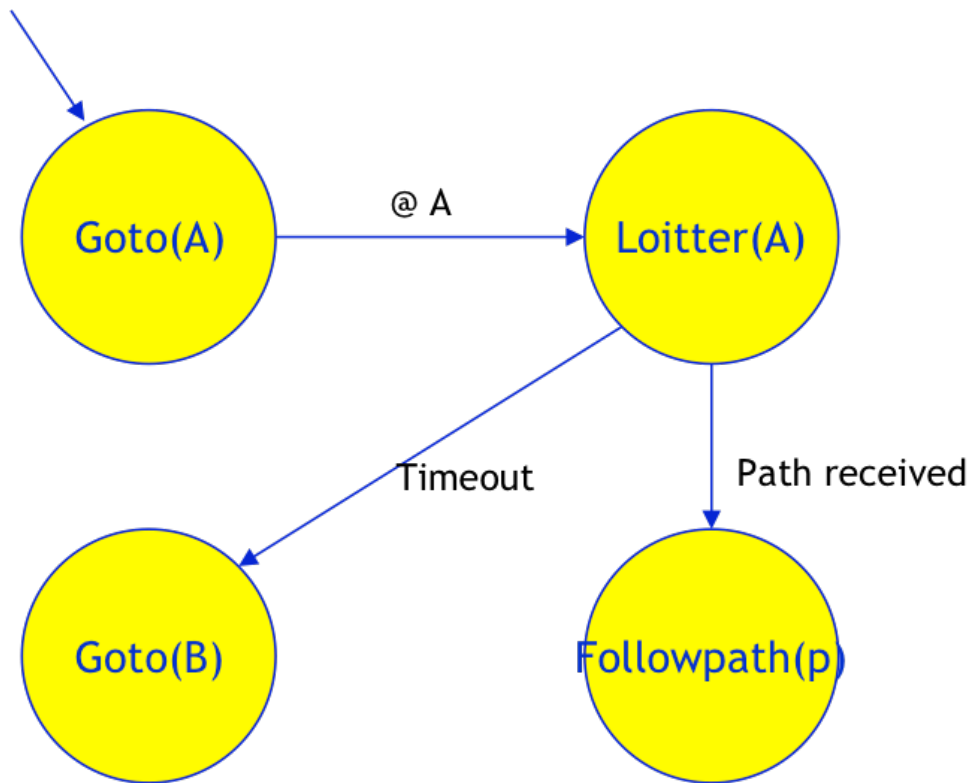 @ A
Goto(A)
Loitter(A)
Timeout
Path received
Goto(B)
Followpath(p)